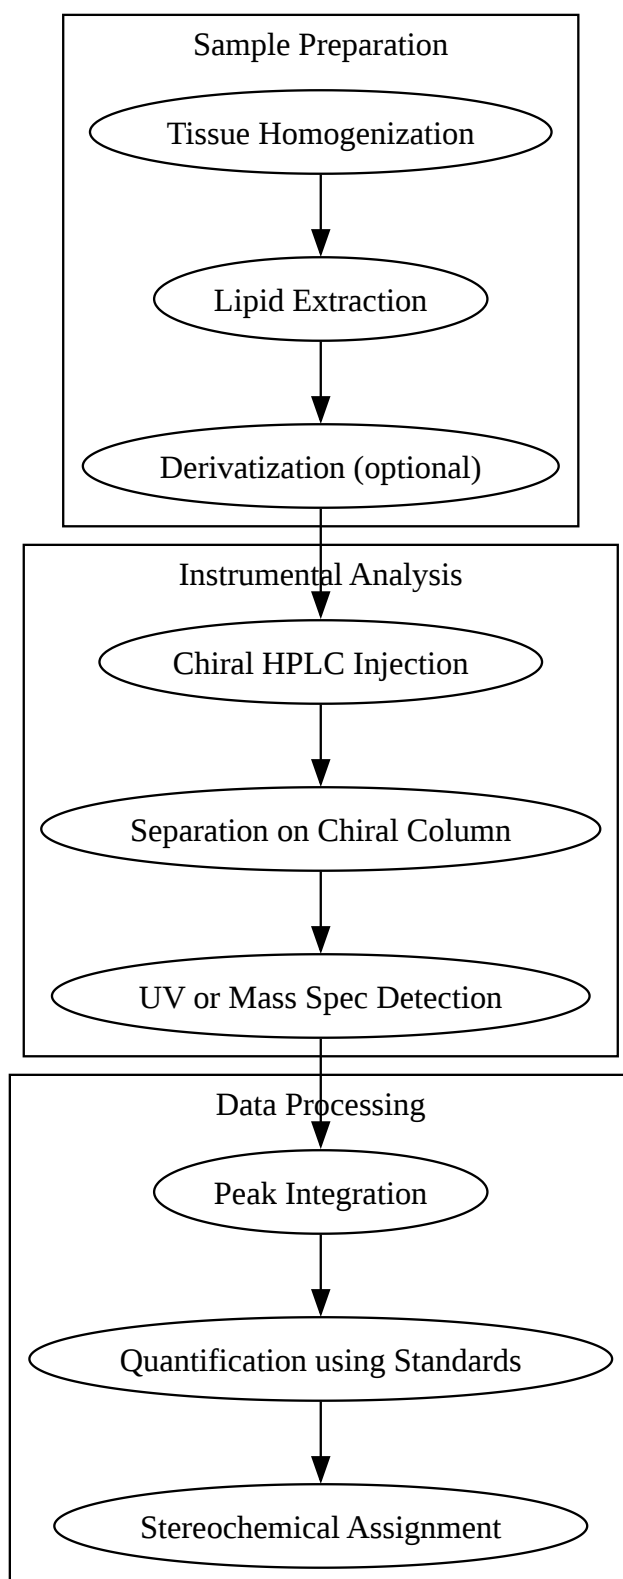 Sample Preparation
Tissue Homogenization
Lipid Extraction
Derivatization (optional)
Instrumental Analysis
Chiral HPLC Injection
Separation on Chiral Column
UV or Mass Spec Detection
Data Processing
Peak Integration
Quantification using Standards
Stereochemical Assignment